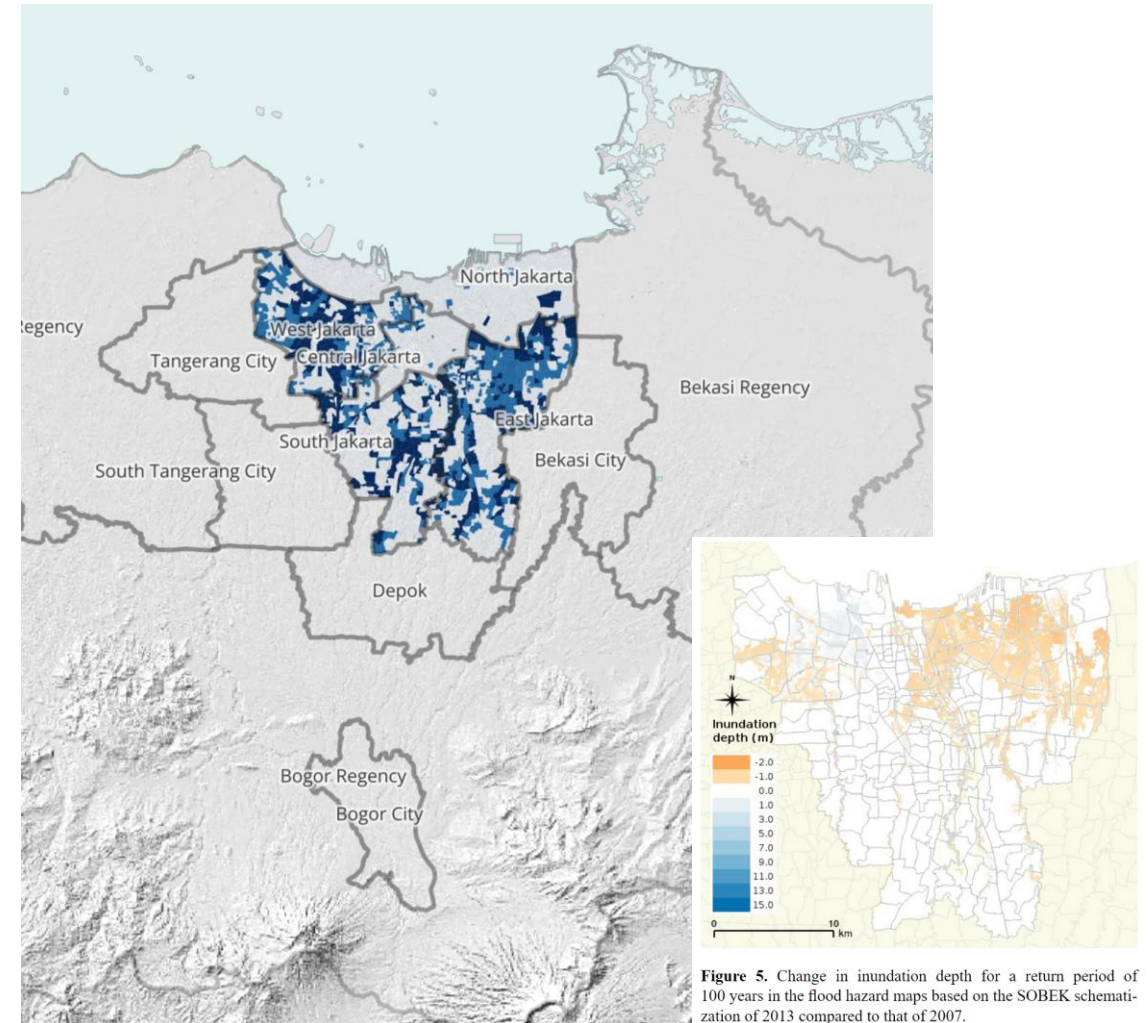 North Jakarta
Regency
West Jakarta
Tangerang City
Central Jakarta
Bekasi Regency
East Jakarta
South Jakarta
Bekasi City
South Tangerang City
Depok
Bogor Regency
Bogor City
N
Inundation
depth (m)
-2.0
-1.0
0.0
1.0
3.0
5.0
7.0
9.0
11.0
13.0
15.0
0 10
km
Figure 5. Change in inundation depth for a return period of
100 years in the flood hazard maps based on the SOBEK schemati-
zation of 2013 compared to that of 2007.